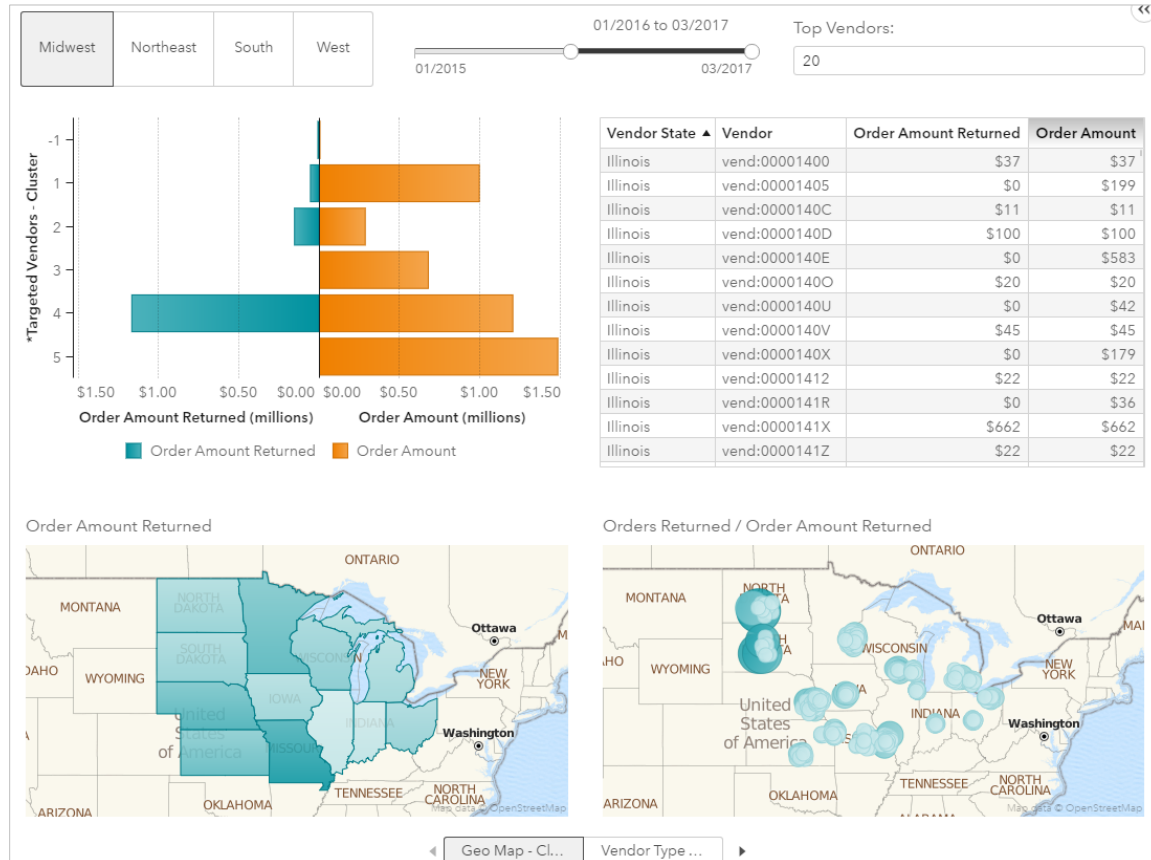 Midwest
Northeast
South
West
01/2016 to 03/2017
01/2015
03/2017
Top Vendors:
20
*Targeted Vendors - Cluster
-1
1
2
3
4
5
$1.50 $1.00 $0.50 $0.00 $0.00 $0.50 $1.00 $1.50
Order Amount Returned (millions) Order Amount (millions)
Order Amount Returned Order Amount
Vendor State Vendor Order Amount Returned Order Amount
Illinois vend:00001400 $37 $37
Illinois vend:00001405 $0 $199
Illinois vend:0000140C $11 $11
Illinois vend:0000140D $100 $100
Illinois vend:0000140E $0 $583
Illinois vend:0000140O $20 $20
Illinois vend:0000140U $0 $42
Illinois vend:0000140V $45 $45
Illinois vend:0000140X $0 $179
Illinois vend:00001412 $22 $22
Illinois vend:0000141R $0 $36
Illinois vend:0000141X $662 $662
Illinois vend:0000141Z $22 $22
Order Amount Returned
ONTARIO
MONTANA
NORTH
DAKOTA
Ottawa
SOUTH
DAKOTA
WISCONSIN
DAHO
WYOMING
NEW
YORK
IOWA
United
States
of America
INDIANA
Washington
MISSOURI
TENNESSEE
NORTH
CAROLINA
OKLAHOMA
ARIZONA
Map data © OpenStreetMap
Orders Returned / Order Amount Returned
ONTARIO
MONTANA
NORTH
Ottawa
MAI
WISCONSIN
HO
WYOMING
NEW
YORK
United
States
of America
INDIANA
Washington
TENNESSEE
NORTH
CAROLINA
OKLAHOMA
ARIZONA
Map data © OpenStreetMap
Geo Map - Cl...
Vendor Type ...